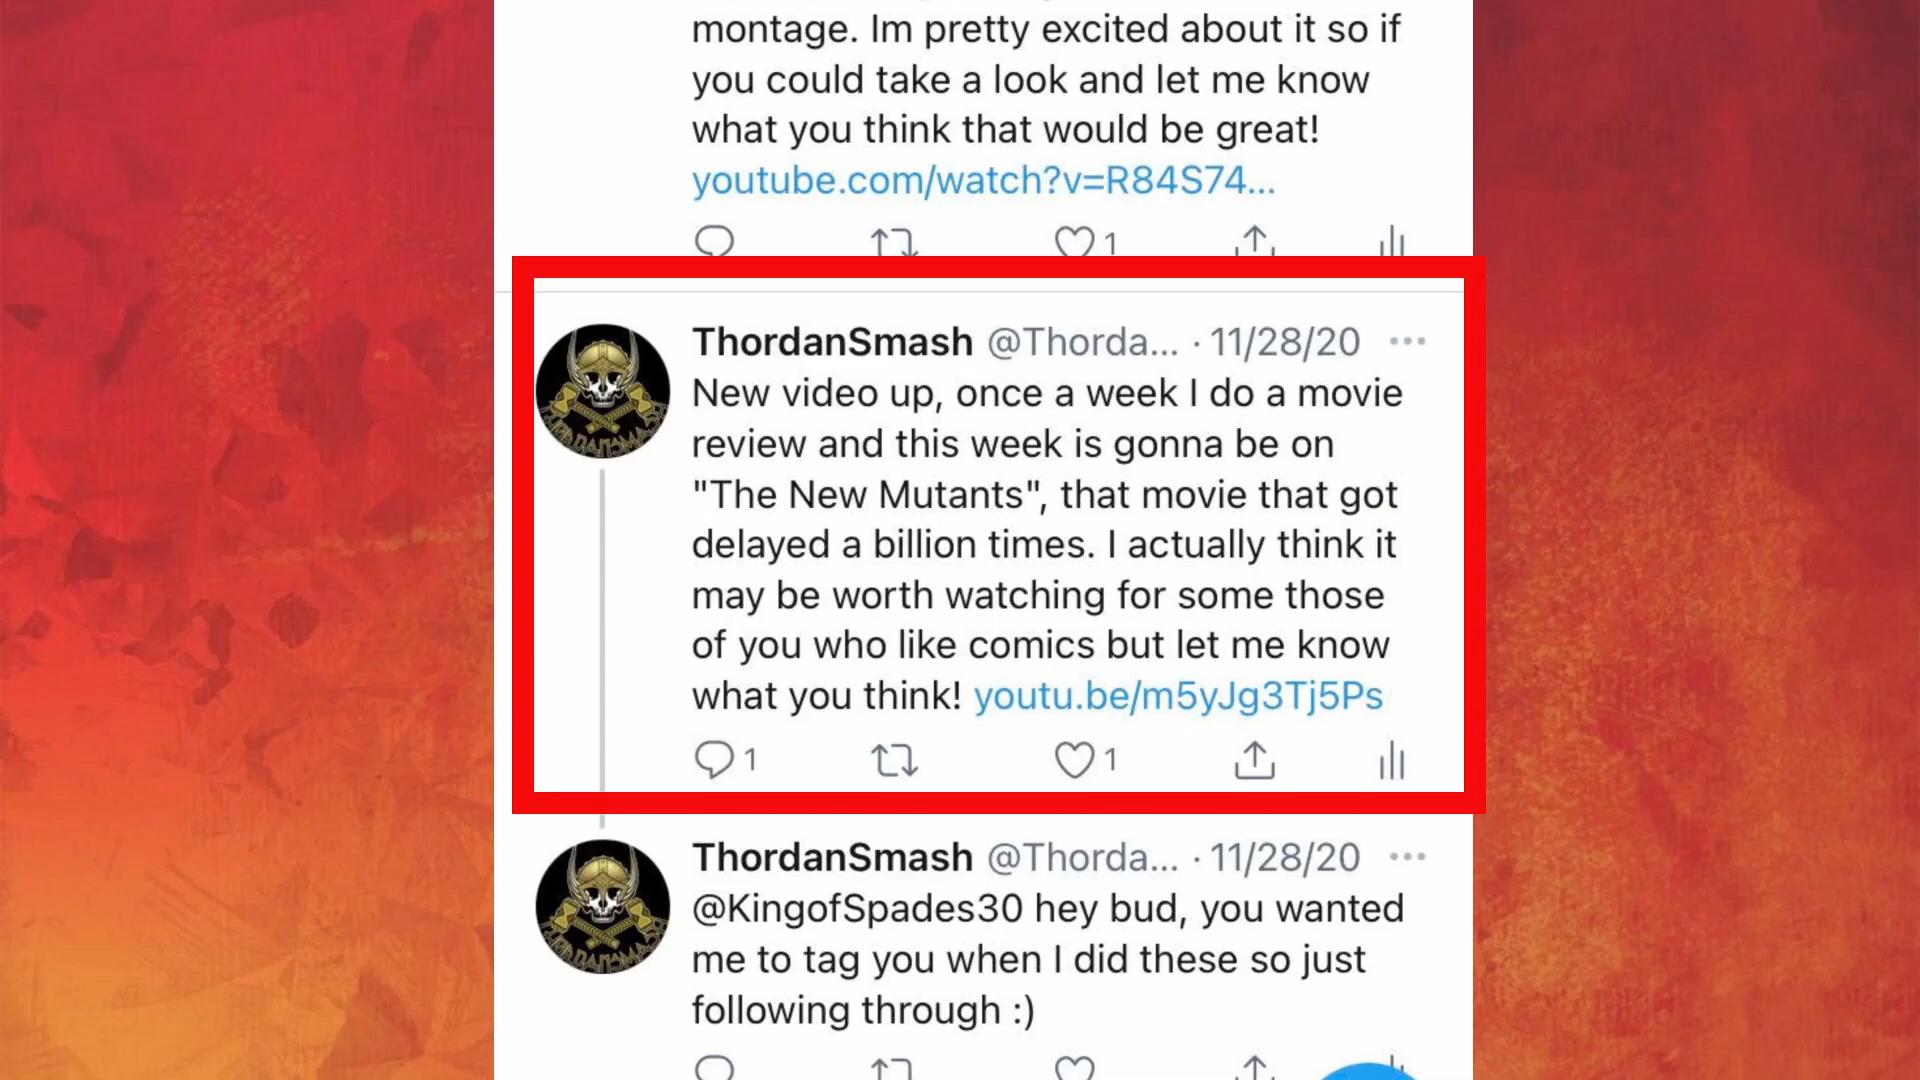 montage. Im pretty excited about it so if
you could take a look and let me know
what you think that would be great!
youtube.com/watch?v=R84S74...
1
ThordanSmash @Thorda... · 11/28/20
New video up, once a week I do a movie
review and this week is gonna be on
"The New Mutants", that movie that got
delayed a billion times. I actually think it
may be worth watching for some those
of you who like comics but let me know
what you think! youtu.be/m5yJg3Tj5Ps
1 1
ThordanSmash @Thorda... · 11/28/20
@KingofSpades30 hey bud, you wanted
me to tag you when I did these so just
following through :)